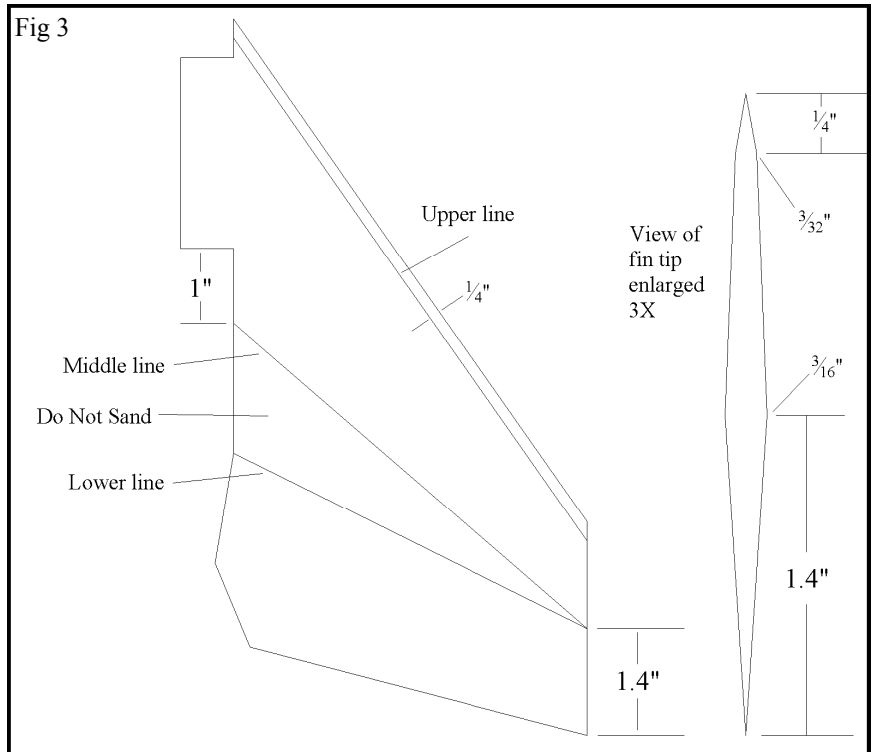 Fig 3
Upper line
1/4"
1"
Middle line
Do Not Sand
Lower line
1.4"
View of
fin tip
enlarged
3X
1/4"
3/32"
3/16"
1.4"